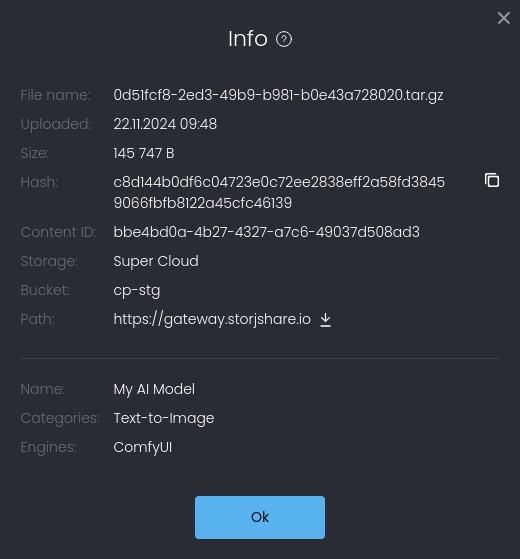 Info ?
File name: 0d51fcf8-2ed3-49b9-b981-b0e43a728020.tar.gz
Uploaded: 22.11.2024 09:48
Size: 145 747 B
Hash: c8d144b0df6c04723e0c72ee2838eff2a58fd3845
9066fbfb8122a45cfc46139
Content ID: bbe4bd0a-4b27-4327-a7c6-49037d508ad3
Storage: Super Cloud
Bucket: cp-stg
Path: https://gateway.storjshare.io
Name: My AI Model
Categories: Text-to-Image
Engines: ComfyUI
Ok